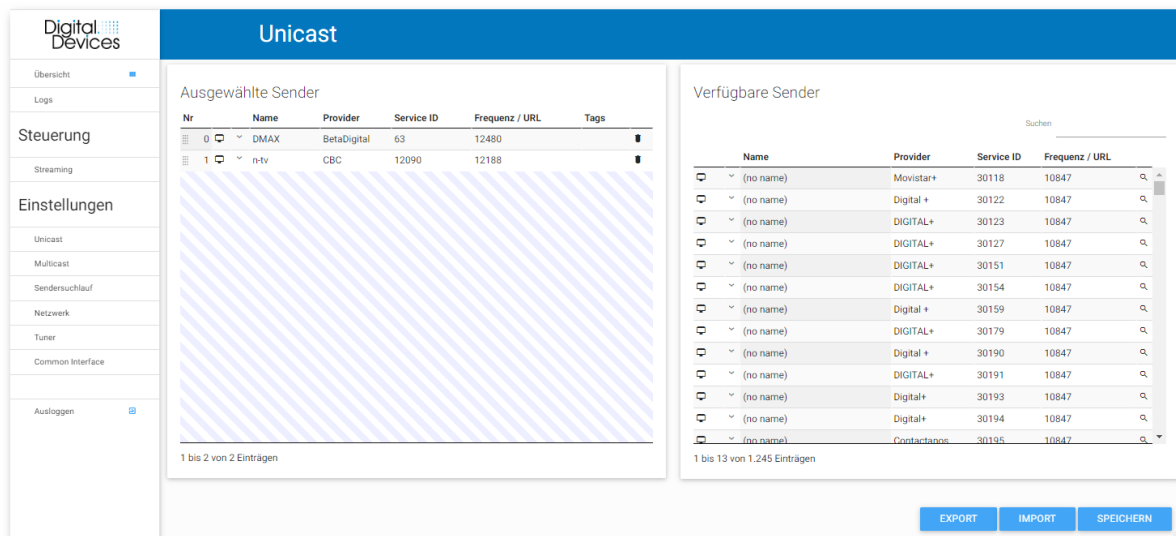 Digital
Devices
Unicast
Übersicht
Logs
Steuerung
Streaming
Einstellungen
Unicast
Multicast
Sendersuchlauf
Netzwerk
Tuner
Common Interface
Ausloggen
Ausgewählte Sender
Nr Name Provider Service ID Frequenz / URL Tags
0 DMAX BetaDigital 63 12480
1 n-tv CBC 12090 12188
1 bis 2 von 2 Einträgen
Verfügbare Sender
Suchen
Name Provider Service ID Frequenz / URL
(no name) Movistar+ 30118 10847
(no name) Digital + 30122 10847
(no name) DIGITAL+ 30123 10847
(no name) DIGITAL+ 30127 10847
(no name) DIGITAL+ 30151 10847
(no name) DIGITAL+ 30154 10847
(no name) Digital + 30159 10847
(no name) DIGITAL+ 30179 10847
(no name) Digital + 30190 10847
(no name) DIGITAL+ 30191 10847
(no name) Digital+ 30193 10847
(no name) Digital+ 30194 10847
(no name) Contactanos 30195 10847
1 bis 13 von 1.245 Einträgen
EXPORT IMPORT SPEICHERN